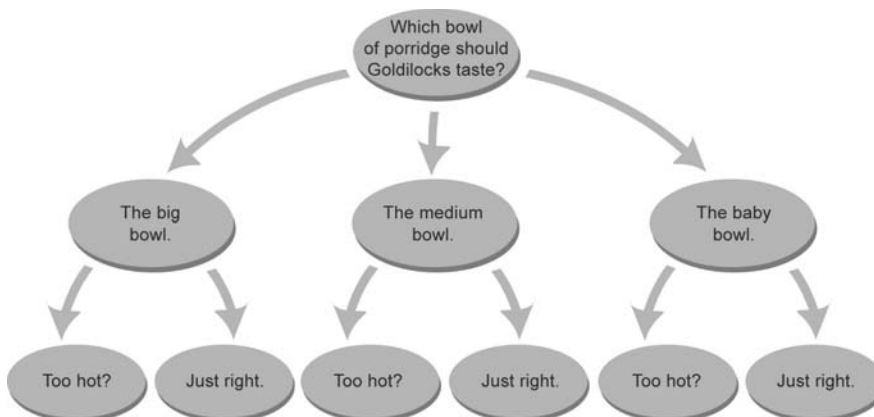 Which bowl
of porridge should
Goldilocks taste?
The big
bowl.
The medium
bowl.
The baby
bowl.
Too hot?
Just right.
Too hot?
Just right.
Too hot?
Just right.